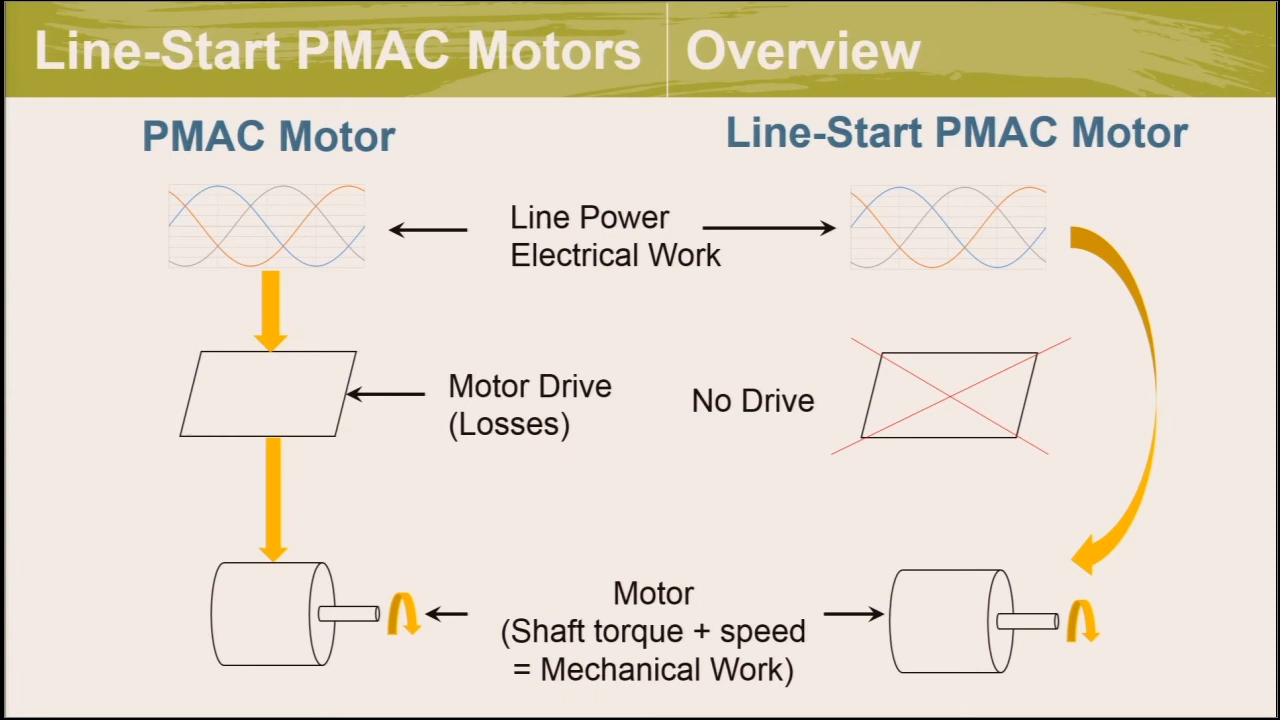 Line-Start PMAC Motors Overview
PMAC Motor
Line-Start PMAC Motor
Line Power
Electrical Work
Motor Drive
(Losses)
No Drive
Motor
(Shaft torque + speed
= Mechanical Work)